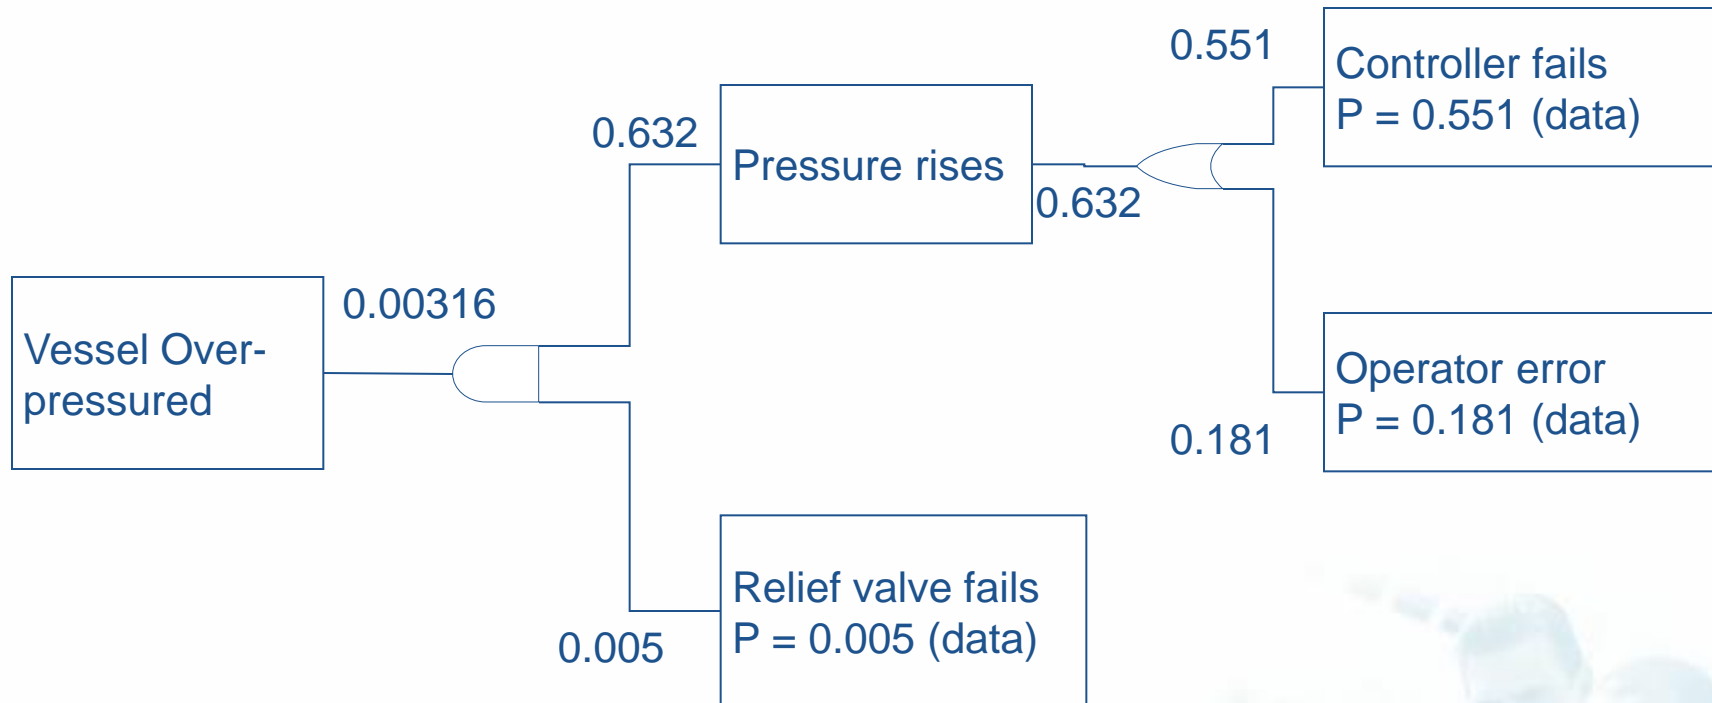 0.551
Controller fails
P = 0.551 (data)
0.632
Pressure rises
0.632
0.00316
Vessel Over-
pressured
Operator error
P = 0.181 (data)
0.181
Relief valve fails
P = 0.005 (data)
0.005